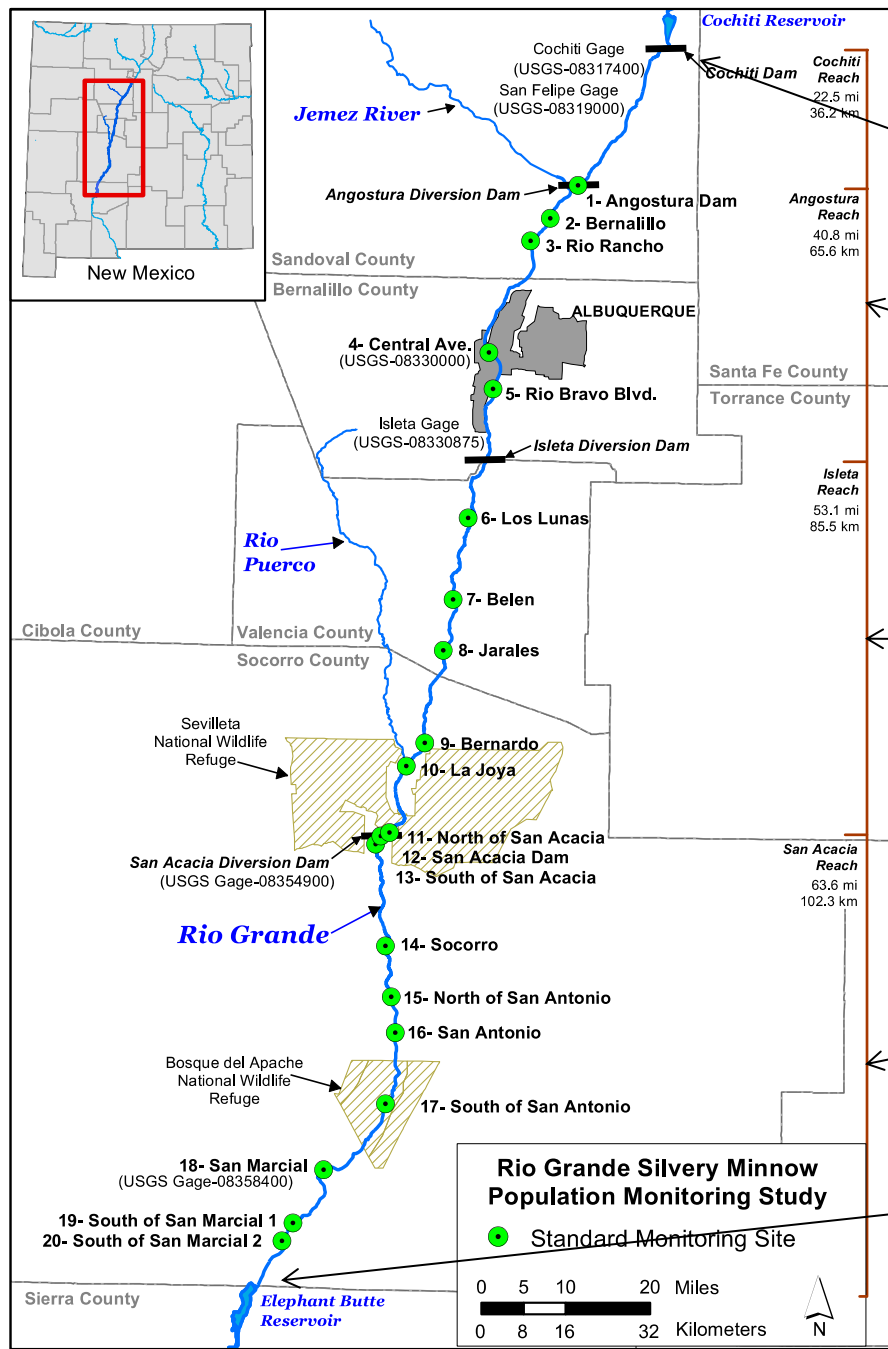 Cochiti Reservoir
Cochiti Gage
(USGS-08317400)
San Felipe Gage
(USGS-08319000)
Cochiti Dam
Cochiti
Reach
22.5 mi
36.2 km
Jemez River
Angostura Diversion Dam
1- Angostura Dam
2- Bernalillo
3- Rio Rancho
Angostura
Reach
40.8 mi
65.6 km
New Mexico
Sandoval County
Bernalillo County
ALBUQUERQUE
4- Central Ave.
(USGS-08330000)
5- Rio Bravo Blvd.
Santa Fe County
Torrance County
Isleta Gage
(USGS-08330875)
Isleta Diversion Dam
Isleta
Reach
53.1 mi
85.5 km
6- Los Lunas
Rio
Puerco
7- Belen
Cibola County
Valencia County
Socorro County
8- Jarales
Sevilleta
National Wildlife
Refuge
9- Bernardo
10- La Joya
11- North of San Acacia
12- San Acacia Dam
13- South of San Acacia
San Acacia Diversion Dam
(USGS Gage-08354900)
San Acacia
Reach
63.6 mi
102.3 km
Rio Grande
14- Socorro
15- North of San Antonio
16- San Antonio
Bosque del Apache
National Wildlife
Refuge
17- South of San Antonio
18- San Marcial
(USGS Gage-08358400)
19- South of San Marcial 1
20- South of San Marcial 2
Sierra County
Elephant Butte
Reservoir
Rio Grande Silvery Minnow
Population Monitoring Study
Standard Monitoring Site
0 5 10 20 Miles
0 8 16 32 Kilometers
N